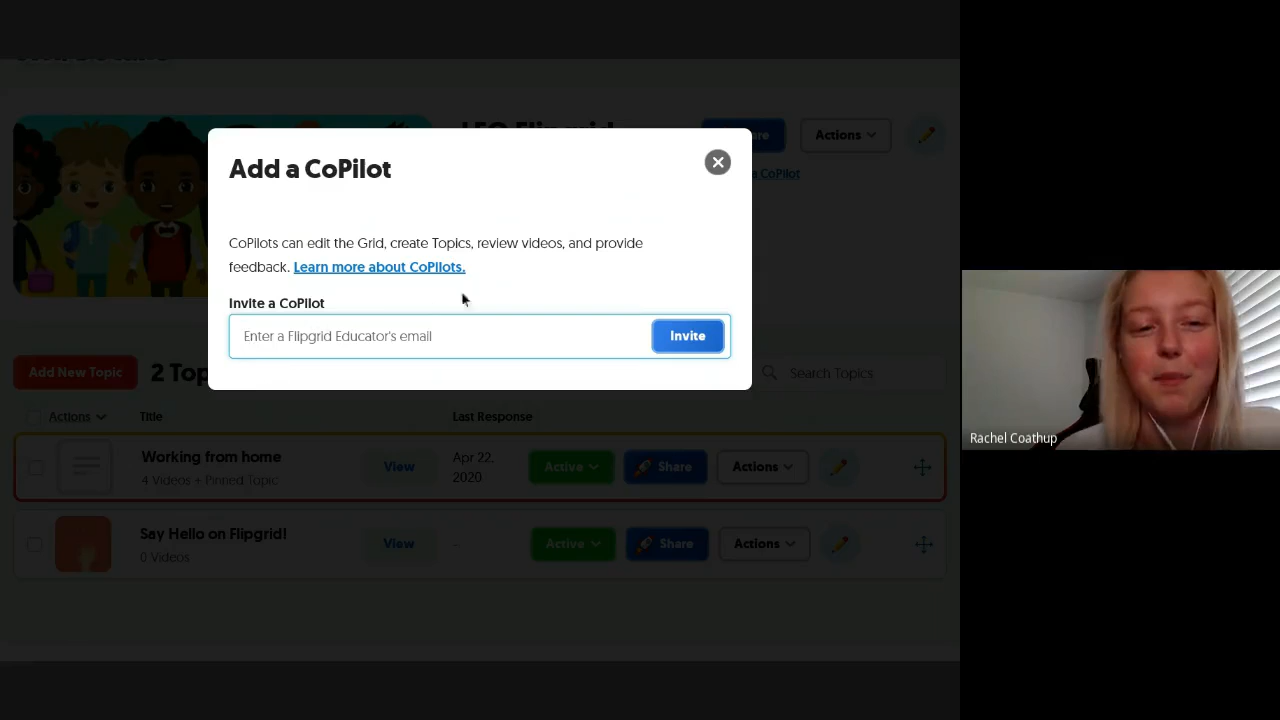 Add a CoPilot
Actions
a CoPilot
CoPilots can edit the Grid, create Topics, review videos, and provide
feedback. Learn more about CoPilots.
Invite a CoPilot
Enter a Flipgrid Educator's email
Invite
Add New Topic
2 Top
Search Topics
Actions
Title
Last Response
Working from home
4 Videos + Pinned Topic
View
Apr 22,
2020
Active
Share
Actions
Say Hello on Flipgrid!
0 Videos
View
-
Active
Share
Actions
Rachel Coathup